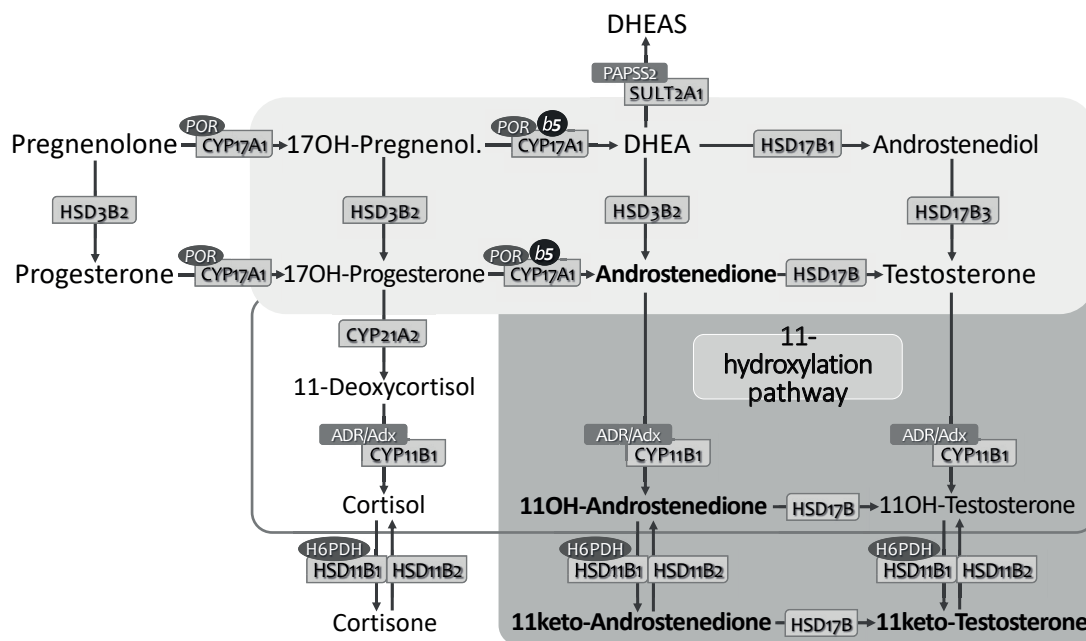 DHEAS
PAPSS2
SULT2A1
POR
POR
b5
Pregnenolone
CYP17A1
17OH-Pregnenol.
CYP17A1
DHEA
HSD17B1
Androstenediol
HSD3B2
HSD3B2
HSD3B2
HSD17B3
POR
POR
b5
Progesterone
CYP17A1
17OH-Progesterone
CYP17A1
Androstenedione
HSD17B
Testosterone
CYP21A2
11-
hydroxylation
pathway
11-Deoxycortisol
ADR/Adx
CYP11B1
ADR/Adx
CYP11B1
ADR/Adx
CYP11B1
Cortisol
11OH-Androstenedione
HSD17B
11OH-Testosterone
H6PDH
HSD11B1
HSD11B2
H6PDH
HSD11B1
HSD11B2
H6PDH
HSD11B1
HSD11B2
Cortisone
11keto-Androstenedione
HSD17B
11keto-Testosterone